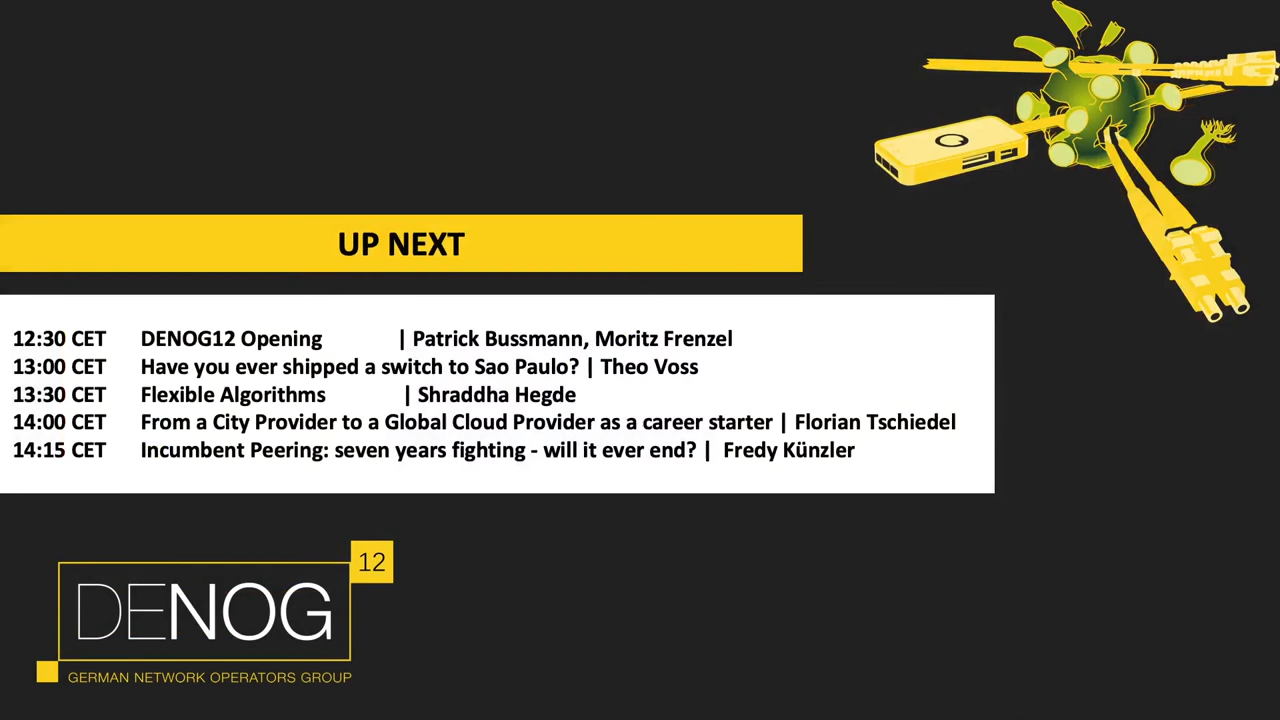 UP NEXT
12:30 CET DENOG12 Opening | Patrick Bussmann, Moritz Frenzel
13:00 CET Have you ever shipped a switch to Sao Paulo? | Theo Voss
13:30 CET Flexible Algorithms | Shraddha Hegde
14:00 CET From a City Provider to a Global Cloud Provider as a career starter | Florian Tschiedel
14:15 CET Incumbent Peering: seven years fighting - will it ever end? | Fredy Künzler
12
DENOG
GERMAN NETWORK OPERATORS GROUP